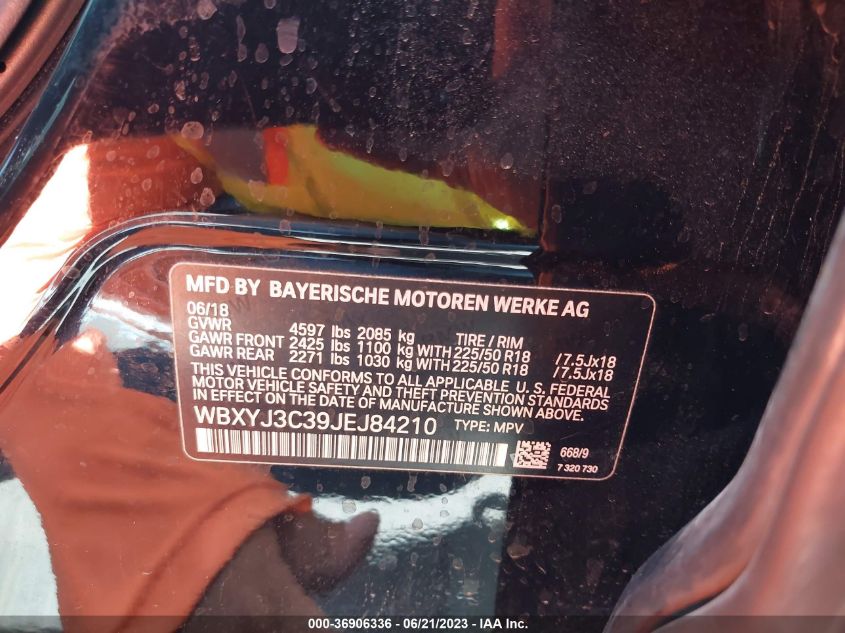 MFD BY BAYERISCHE MOTOREN WERKE AG
06/18
GVWR 4597 lbs 2085 kg TIRE / RIM
GAWR FRONT 2425 lbs 1100 kg WITH 225/50 R18 /7.5Jx18
GAWR REAR 2271 lbs 1030 kg WITH 225/50 R18 /7.5Jx18
THIS VEHICLE CONFORMS TO ALL APPLICABLE U. S. FEDERAL
MOTOR VEHICLE SAFETY AND THEFT PREVENTION STANDARDS
IN EFFECT ON THE DATE OF MANUFACTURE SHOWN ABOVE.
WBXYJ3C39JEJ84210 TYPE: MPV
668/9
7 320 730
000-36906336 - 06/21/2023 - IAA Inc.